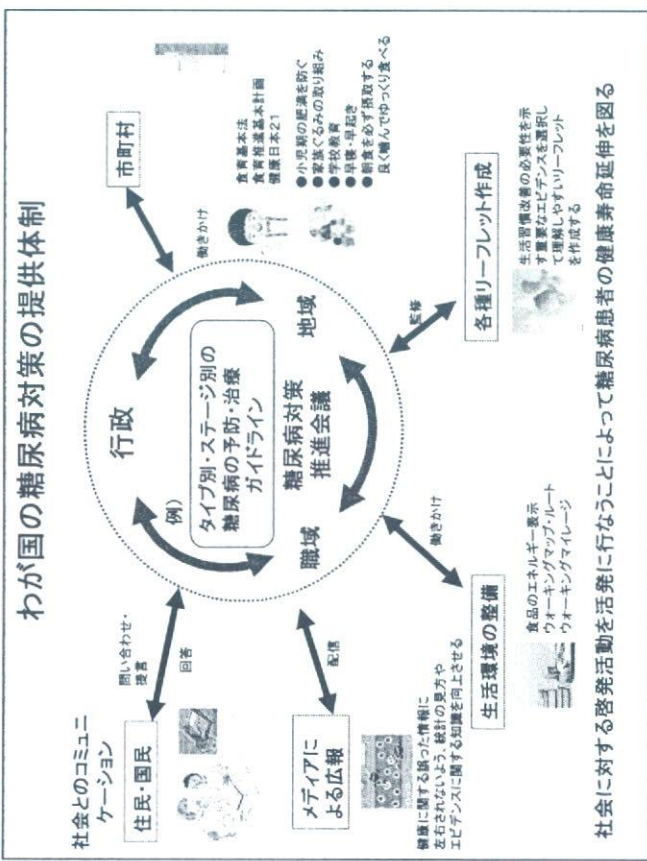 わが国の糖尿病対策の提供体制
社会とのコミュニ
ケーション
住民・国民
問い合わせ・
提言
回答
行政
例)
タイプ別・ステージ別の
糖尿病の予防・治療
ガイドライン
職域
糖尿病対策
推進会議
地域
市町村
働きかけ
食育基本法
食育推進基本計画
健康日本21
●小児期の肥満を防ぐ
●家族ぐるみの取り組み
●学校教育
●早寝・早起き
●朝食を必ず摂取する
良く噛んでゆっくり食べる
メディアに
よる広報
配信
健康に関する誤った情報に
左右されないよう、統計の見方や
エビデンスに関する知識を向上させる
生活環境の整備
働きかけ
食品のエネルギー表示
ウォーキングマップ・ルート
ウォーキングマイレージ
各種リーフレット作成
監修
生活習慣改善の必要性を示
す重要なエビデンスを選択し
て理解しやすいリーフレット
を作成する
社会に対する啓発活動を活発に行なうことによって糖尿病患者の健康寿命延伸を図る